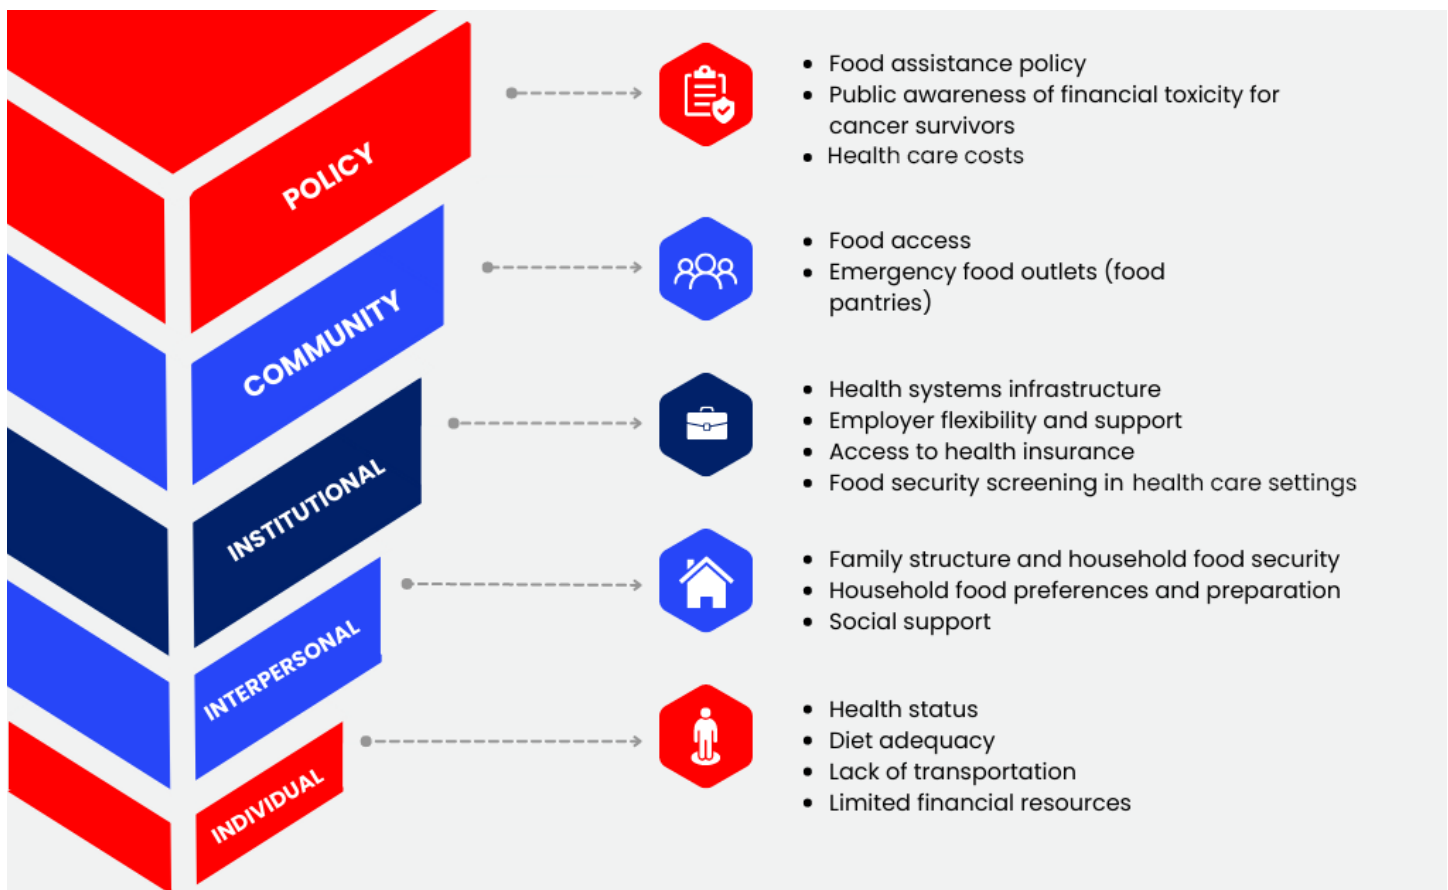 POLICY
• Food assistance policy
• Public awareness of financial toxicity for
cancer survivors
• Health care costs
COMMUNITY
• Food access
• Emergency food outlets (food
pantries)
INSTITUTIONAL
• Health systems infrastructure
• Employer flexibility and support
• Access to health insurance
• Food security screening in health care settings
INTERPERSONAL
• Family structure and household food security
• Household food preferences and preparation
• Social support
INDIVIDUAL
• Health status
• Diet adequacy
• Lack of transportation
• Limited financial resources